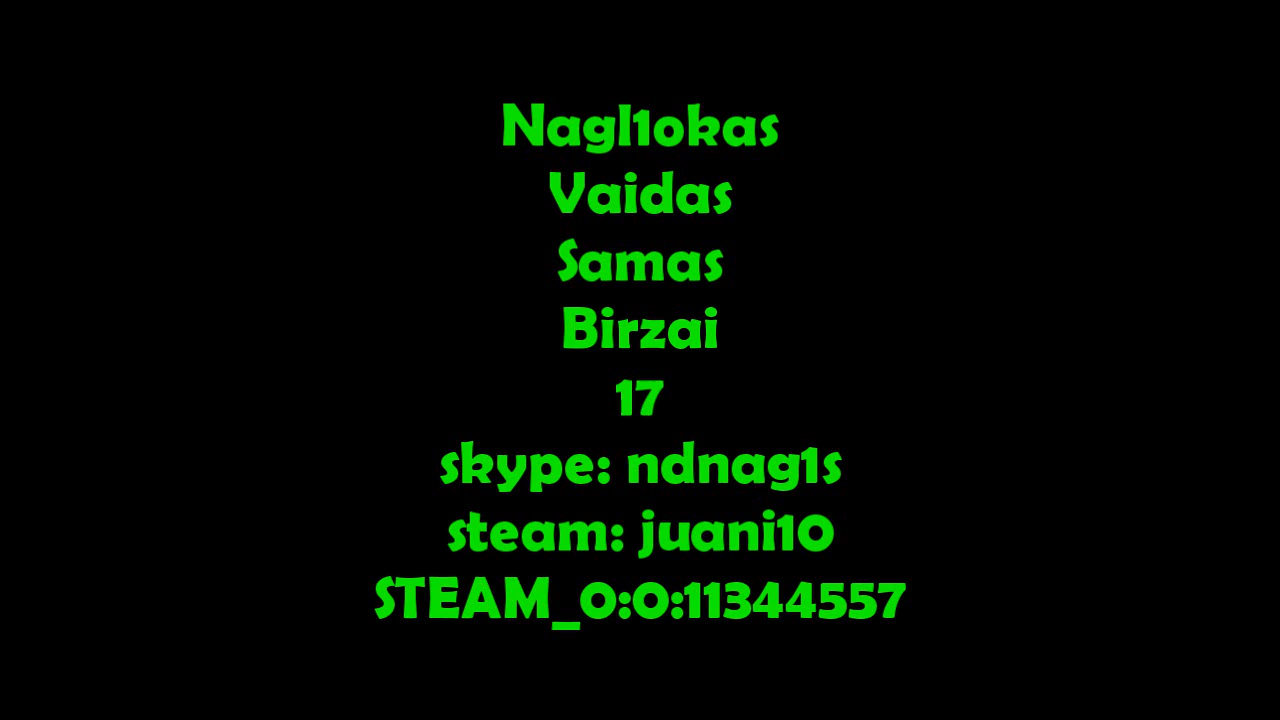 Nagl1okas
Vaidas
Samas
Birzai
17
skype: ndnag1s
steam: juani10
STEAM_0:0:11344557